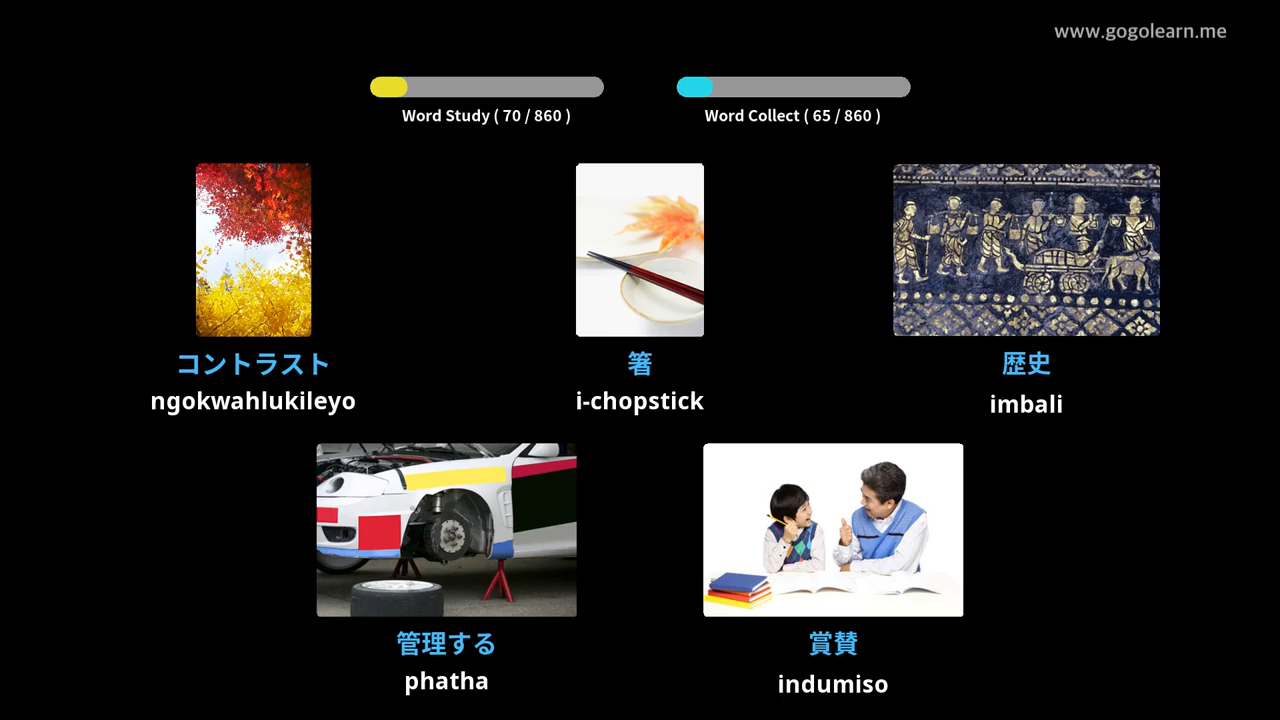 www.gogolearn.me
Word Study ( 70 / 860 )
Word Collect ( 65 / 860 )
コントラスト
ngokwahlukileyo
箸
i-chopstick
歴史
imbali
管理する
phatha
賞賛
indumiso